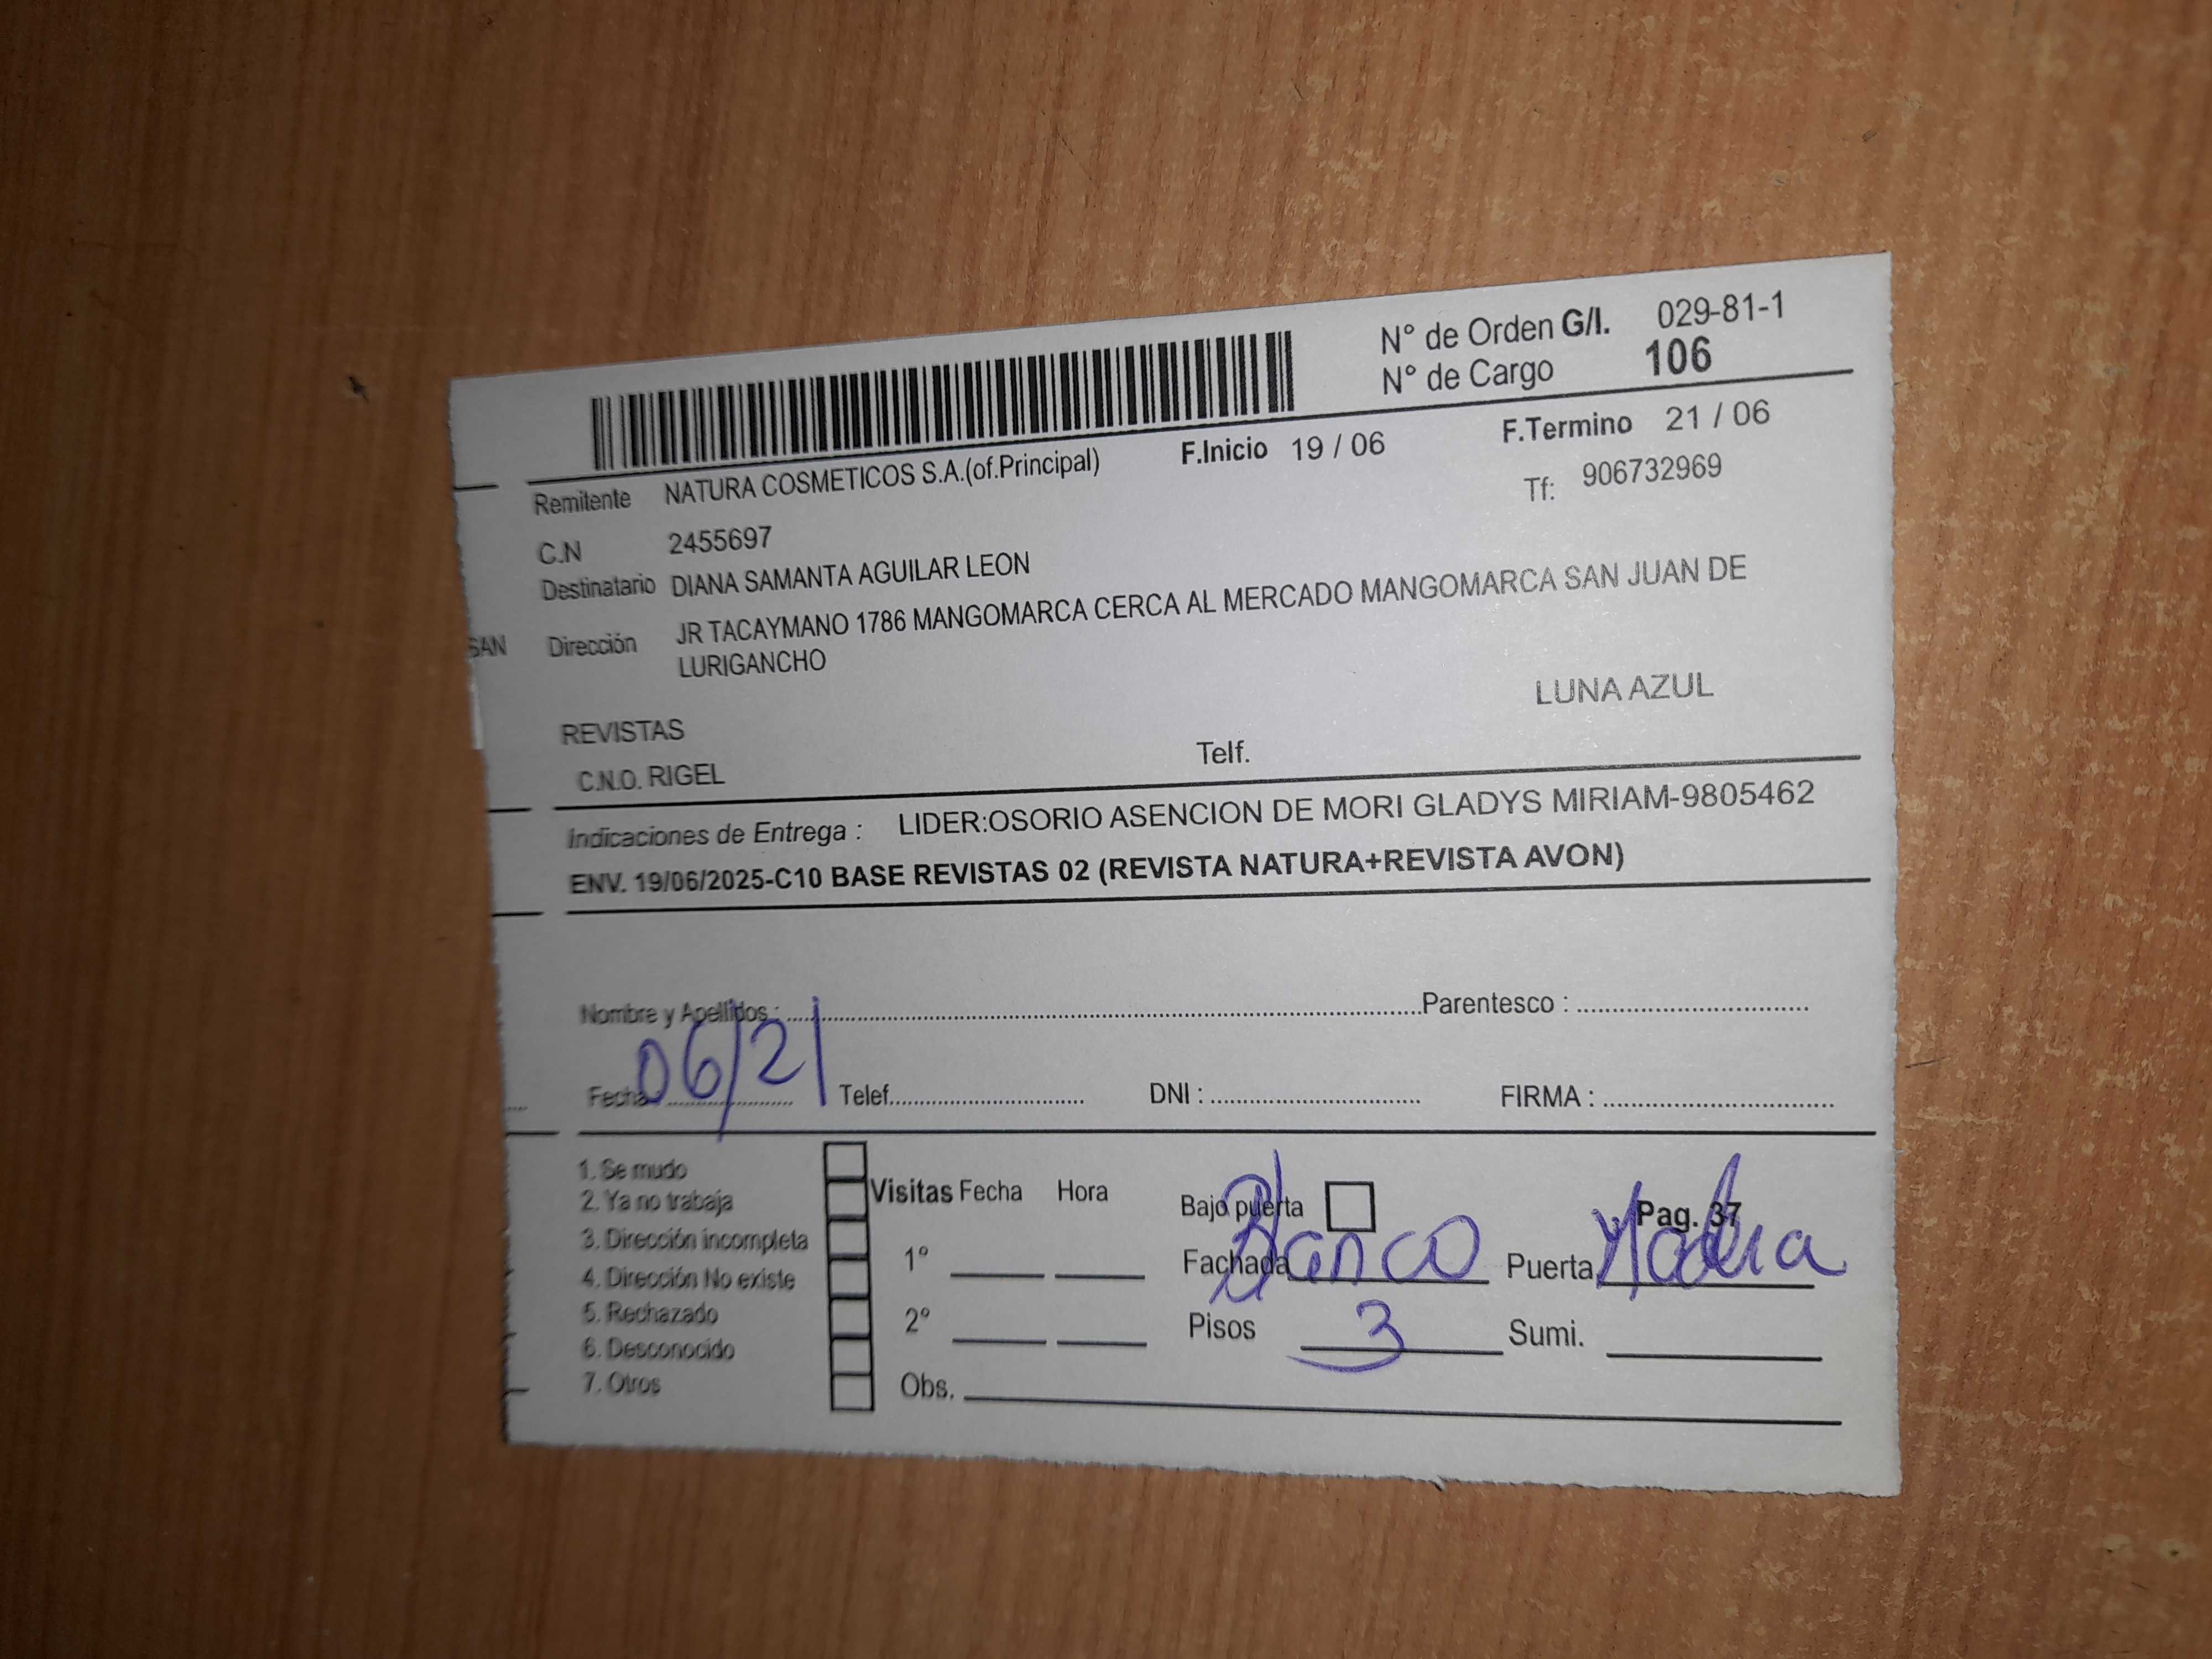 N° de Orden G/I. 029-81-1
N° de Cargo 106
F.Inicio 19 / 06 F.Termino 21 / 06
Remitente NATURA COSMETICOS S.A.(of.Principal) Tf: 906732969
C.N 2455697
Destinatario DIANA SAMANTA AGUILAR LEON
SAN Dirección JR TACAYMANO 1786 MANGOMARCA CERCA AL MERCADO MANGOMARCA SAN JUAN DE
LURIGANCHO
LUNA AZUL
REVISTAS
C.N.O. RIGEL Telf.
Indicaciones de Entrega : LIDER:OSORIO ASENCION DE MORI GLADYS MIRIAM-9805462
ENV. 19/06/2025-C10 BASE REVISTAS 02 (REVISTA NATURA+REVISTA AVON)
Nombre y Apellidos : Parentesco :
Fecha 06/21 Telef. DNI : FIRMA :
1. Se mudo
2. Ya no trabaja
3. Dirección incompleta
4. Dirección No existe
5. Rechazado
6. Desconocido
7. Otros
Visitas Fecha Hora
1°
2°
Obs.
Bajo puerta Pag. 37
Fachada Blanco Puerta Madera
Pisos 3 Sumi.